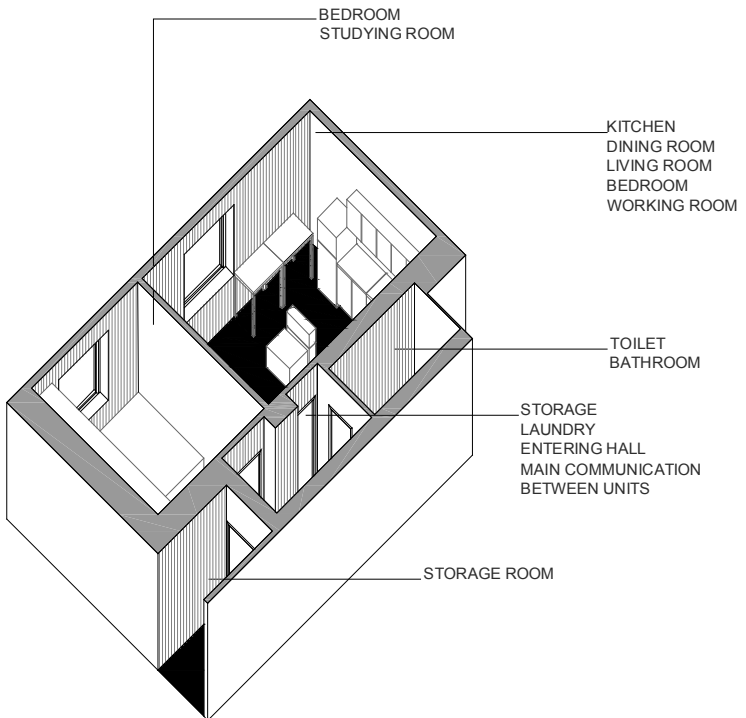 BEDROOM
STUDYING ROOM
KITCHEN
DINING ROOM
LIVING ROOM
BEDROOM
WORKING ROOM
TOILET
BATHROOM
STORAGE
LAUNDRY
ENTERING HALL
MAIN COMMUNICATION
BETWEEN UNITS
STORAGE ROOM